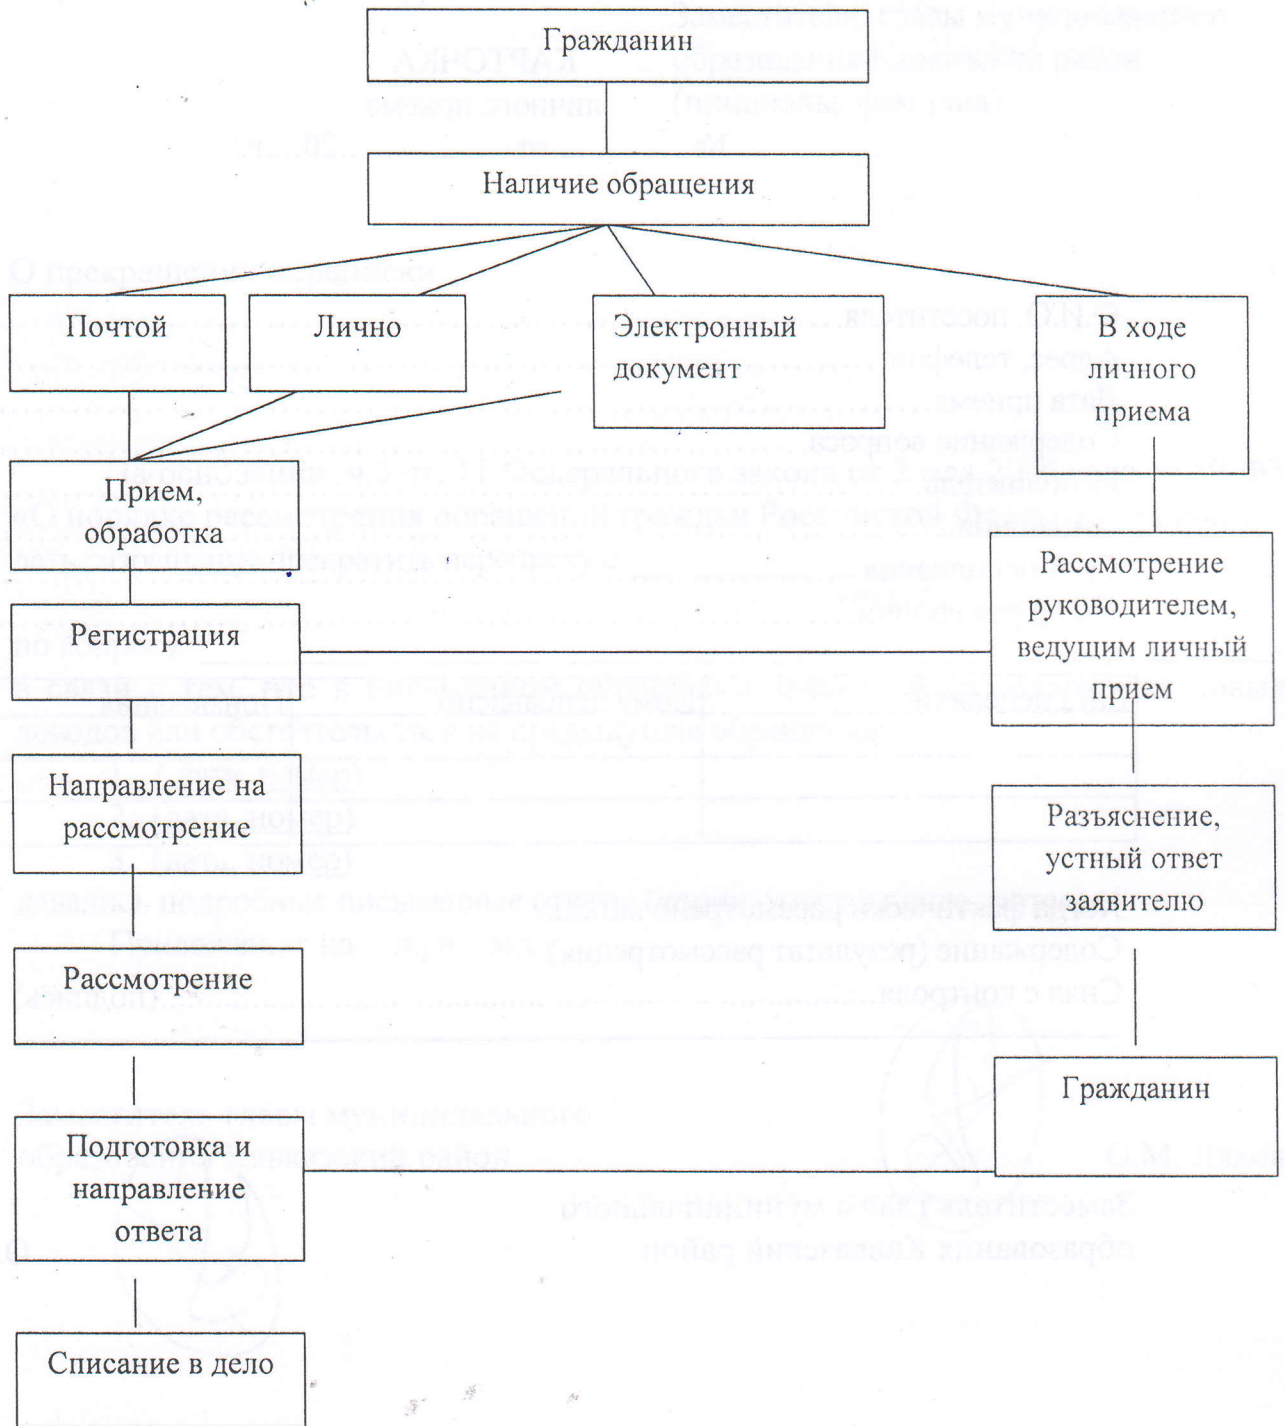 Гражданин
Наличие обращения
Почтой
Лично
Электронный
документ
В ходе
личного
приема
Прием,
обработка
Регистрация
Рассмотрение
руководителем,
ведущим личный
прием
Направление на
рассмотрение
Разъяснение,
устный ответ
заявителю
Рассмотрение
Гражданин
Подготовка и
направление
ответа
Списание в дело